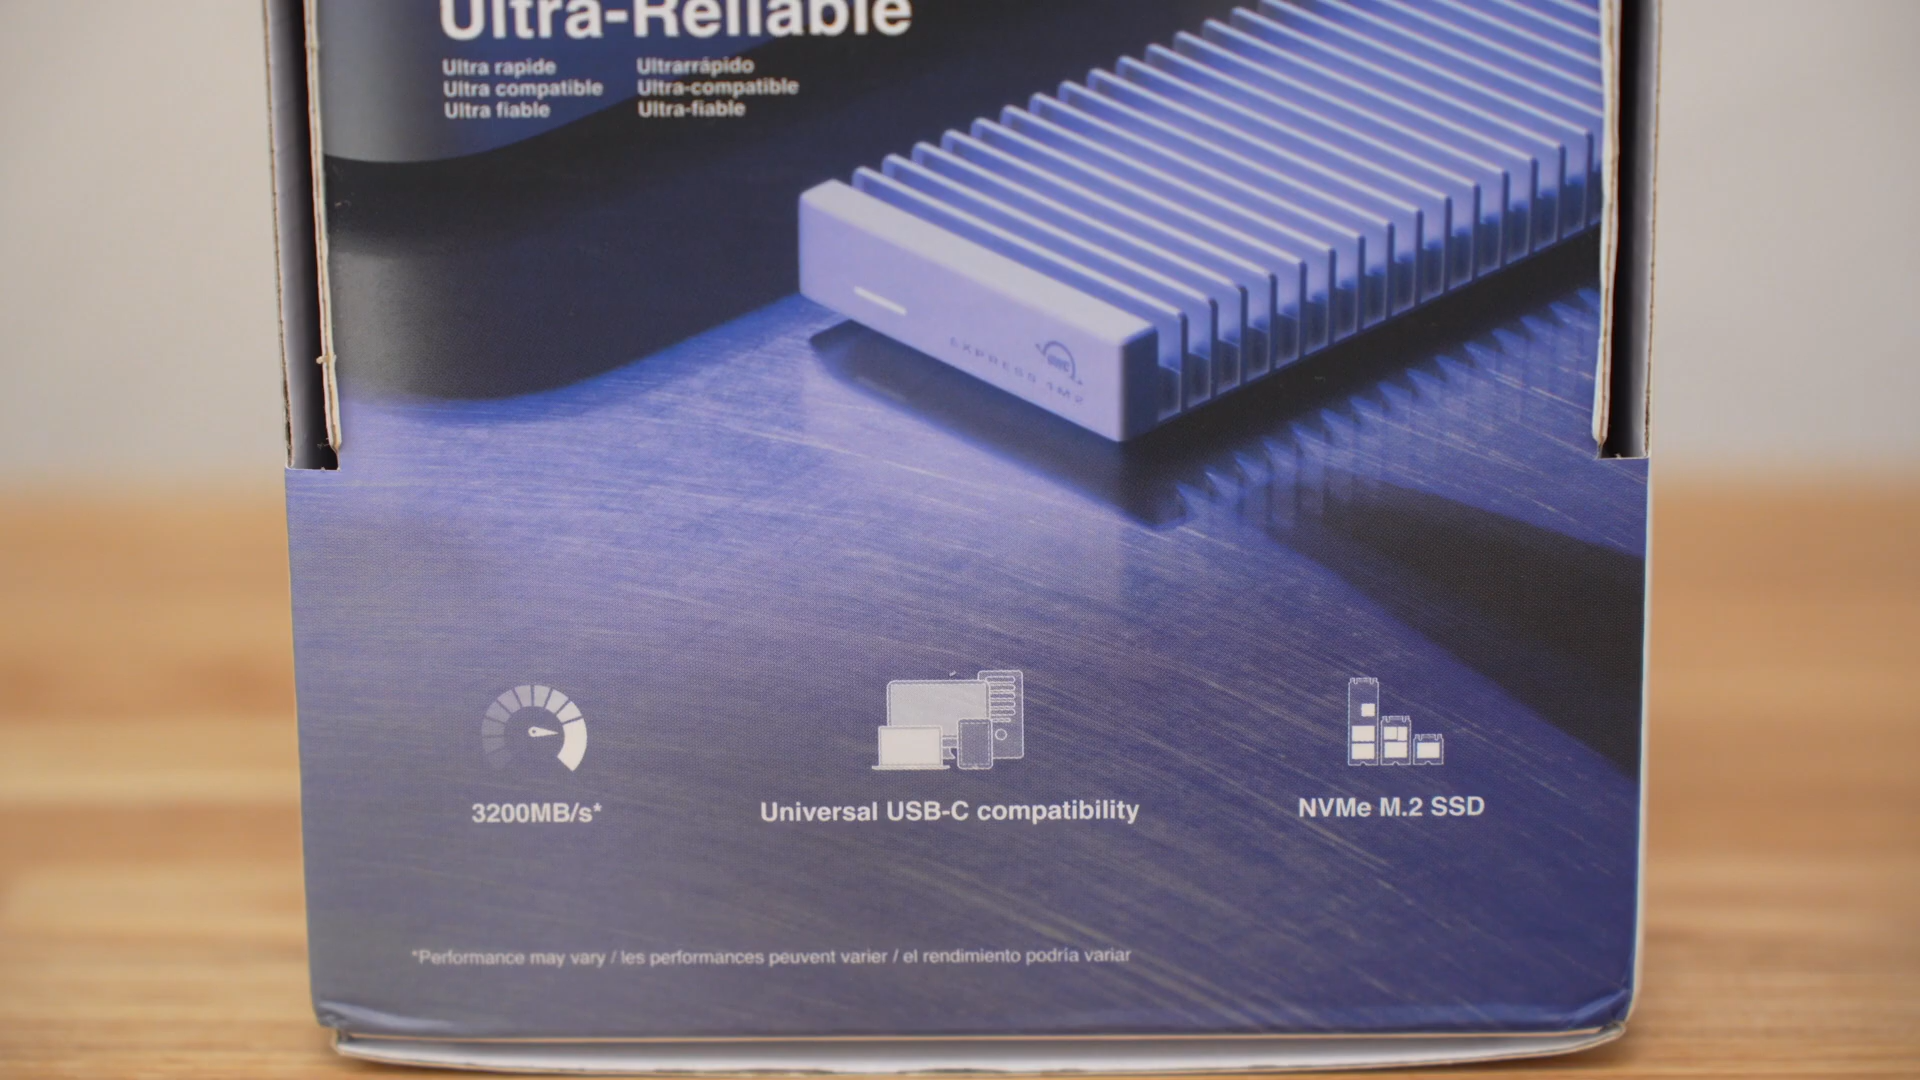 Ultra-Reliable
Ultra rapide
Ultra compatible
Ultra fiable
Ultrarrápido
Ultra-compatible
Ultra-fiable
OWC
EXPRESS 1M2
3200MB/s*
Universal USB-C compatibility
NVMe M.2 SSD
*Performance may vary / les performances peuvent varier / el rendimiento podría variar